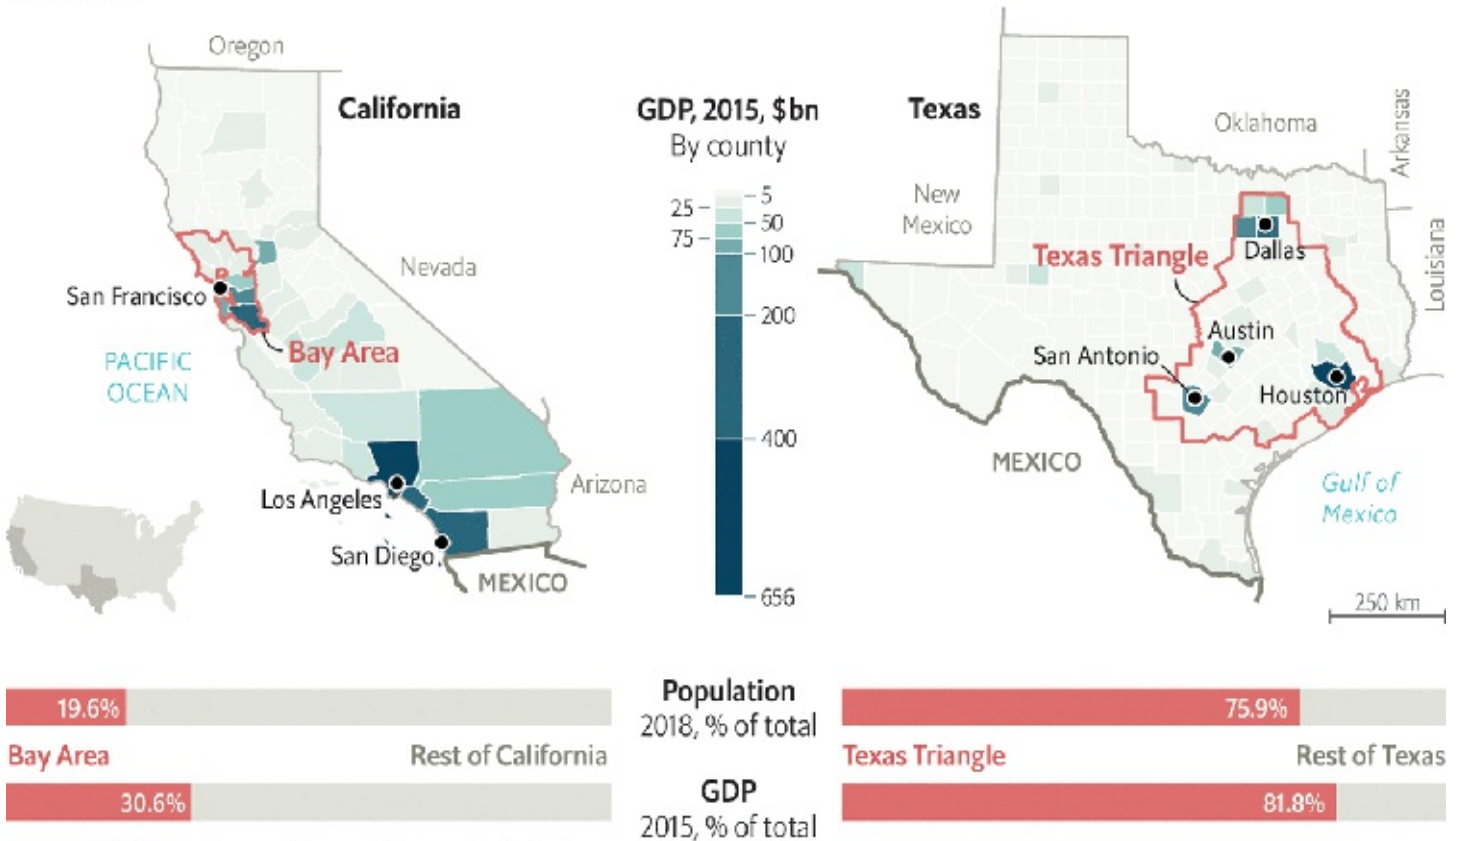 Oregon
California
Nevada
San Francisco
Bay Area
PACIFIC
OCEAN
Los Angeles
San Diego
Arizona
MEXICO
GDP, 2015, $bn
By county
5
25
50
75
100
200
400
656
Texas
Oklahoma
Arkansas
New
Mexico
Louisiana
Texas Triangle
Dallas
Austin
San Antonio
Houston
MEXICO
Gulf of
Mexico
250 km
19.6%
Population
2018, % of total
75.9%
Bay Area
Rest of California
Texas Triangle
Rest of Texas
30.6%
GDP
2015, % of total
81.8%